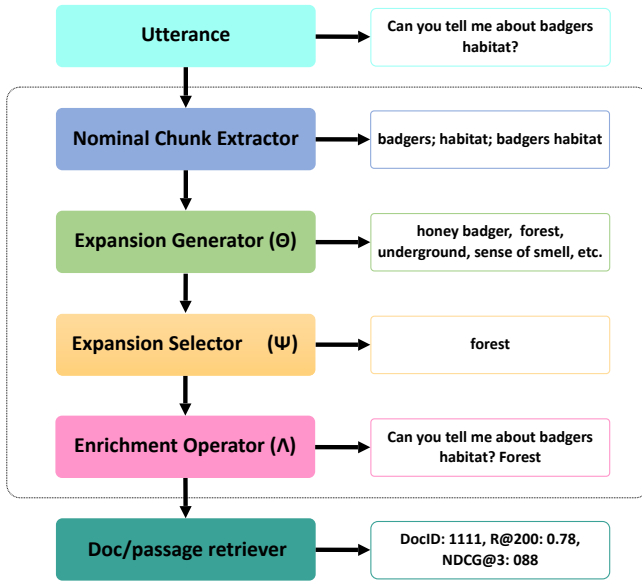 Utterance
Can you tell me about badgers
habitat?
Nominal Chunk Extractor
badgers; habitat; badgers habitat
Expansion Generator (Θ)
honey badger, forest,
underground, sense of smell, etc.
Expansion Selector (Ψ)
forest
Enrichment Operator (Λ)
Can you tell me about badgers
habitat? Forest
Doc/passage retriever
DocID: 1111, R@200: 0.78,
NDCG@3: 088